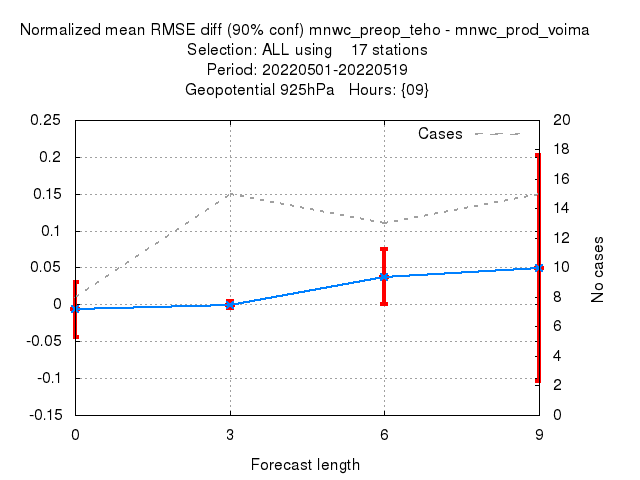 Normalized mean RMSE diff (90% conf) mnwc_preop_teho - mnwc_prod_voima
Selection: ALL using 17 stations
Period: 20220501-20220519
Geopotential 925hPa Hours: {09}
Cases
0.25
0.2
0.15
0.1
0.05
0
-0.05
-0.1
-0.15
20
18
16
14
12
10
8
6
4
2
0
No cases
0 3 6 9
Forecast length